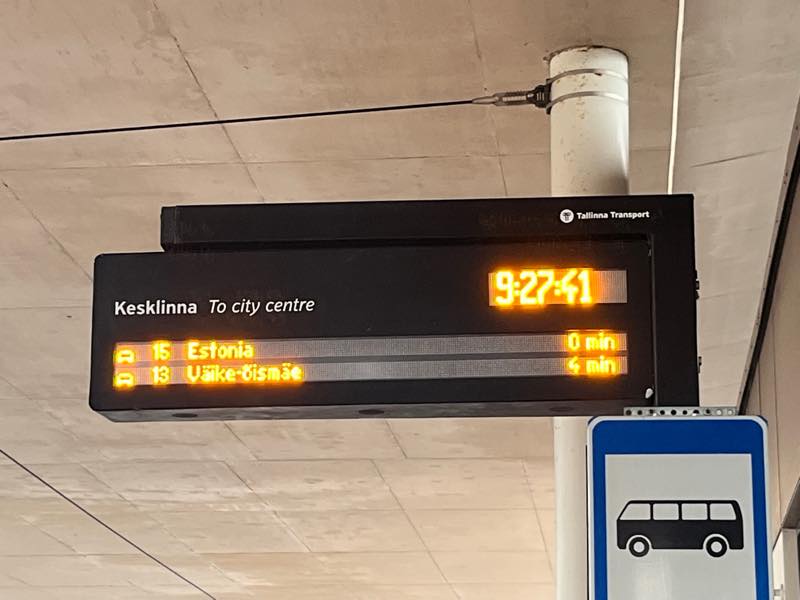 Tallinna Transport
9:27:41
Kesklinna To city centre
15 Estonia 0 min
13 Väike-õismäe 4 min